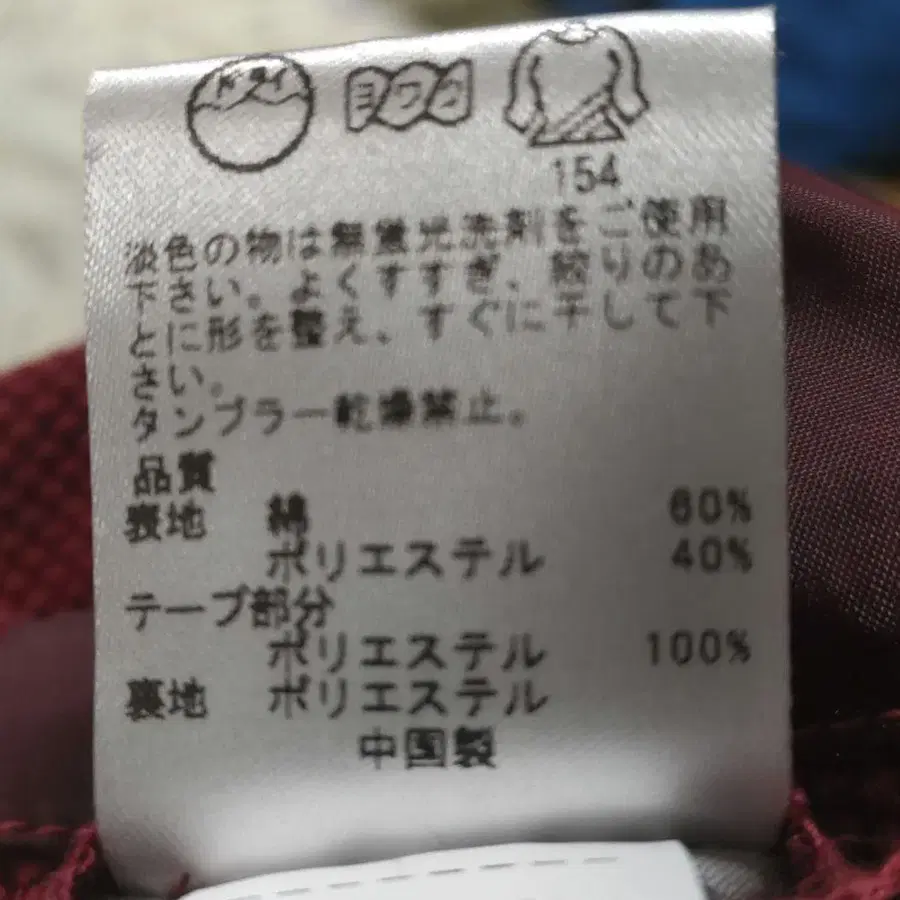 ドライ ヨワク
154
淡色の物は無蛍光洗剤をご使用
下さい。よくすすぎ、絞りのあ
とに形を整え、すぐに干して下
さい。
タンブラー乾燥禁止。
品質
表地 綿 60%
ポリエステル 40%
テープ部分
ポリエステル 100%
裏地 ポリエステル
中国製